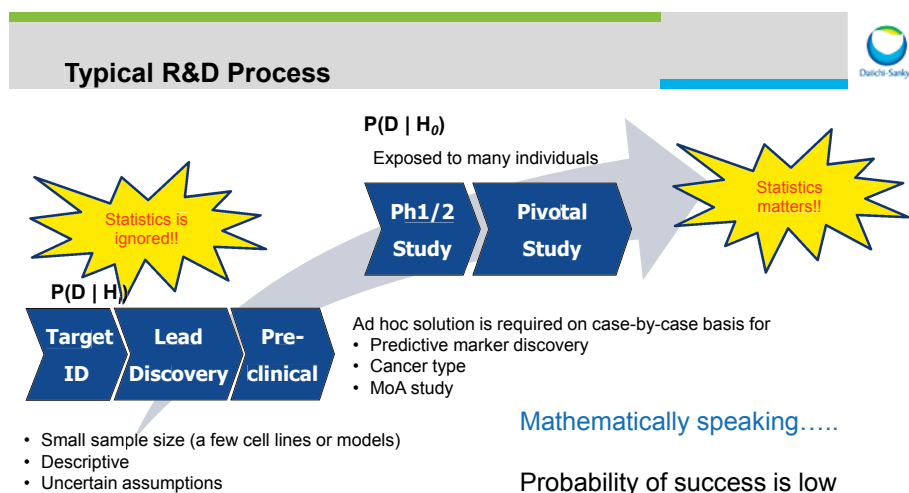 Typical R&D Process
Daiichi-Sanky
P(D | H0)
Exposed to many individuals
Statistics is
ignored!!
Statistics
matters!!
Ph1/2
Study
Pivotal
Study
P(D | Hi)
Target
ID
Lead
Discovery
Pre-
clinical
Ad hoc solution is required on case-by-case basis for
• Predictive marker discovery
• Cancer type
• MoA study
Mathematically speaking…..
• Small sample size (a few cell lines or models)
• Descriptive
• Uncertain assumptions
Probability of success is low